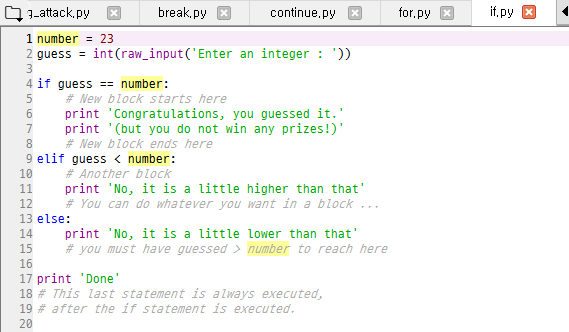 g_attack.py break.py continue.py for.py if.py
1 number = 23
2 guess = int(raw_input('Enter an integer : '))
3
4 if guess == number:
5     # New block starts here
6     print 'Congratulations, you guessed it.'
7     print '(but you do not win any prizes!)'
8     # New block ends here
9 elif guess < number:
10     # Another block
11     print 'No, it is a little higher than that'
12     # You can do whatever you want in a block ...
13 else:
14     print 'No, it is a little lower than that'
15     # you must have guessed > number to reach here
16
17 print 'Done'
18 # This last statement is always executed,
19 # after the if statement is executed.
20